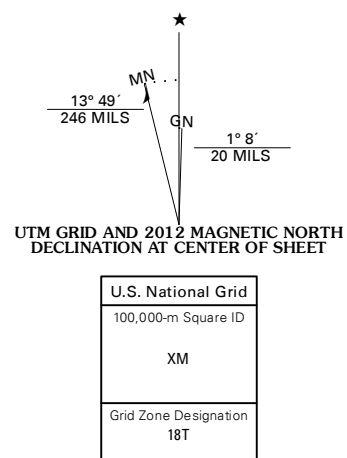 ★
MN
13° 49´
246 MILS
GN
1° 8´
20 MILS
UTM GRID AND 2012 MAGNETIC NORTH
DECLINATION AT CENTER OF SHEET
U.S. National Grid
100,000-m Square ID
XM
Grid Zone Designation
18T